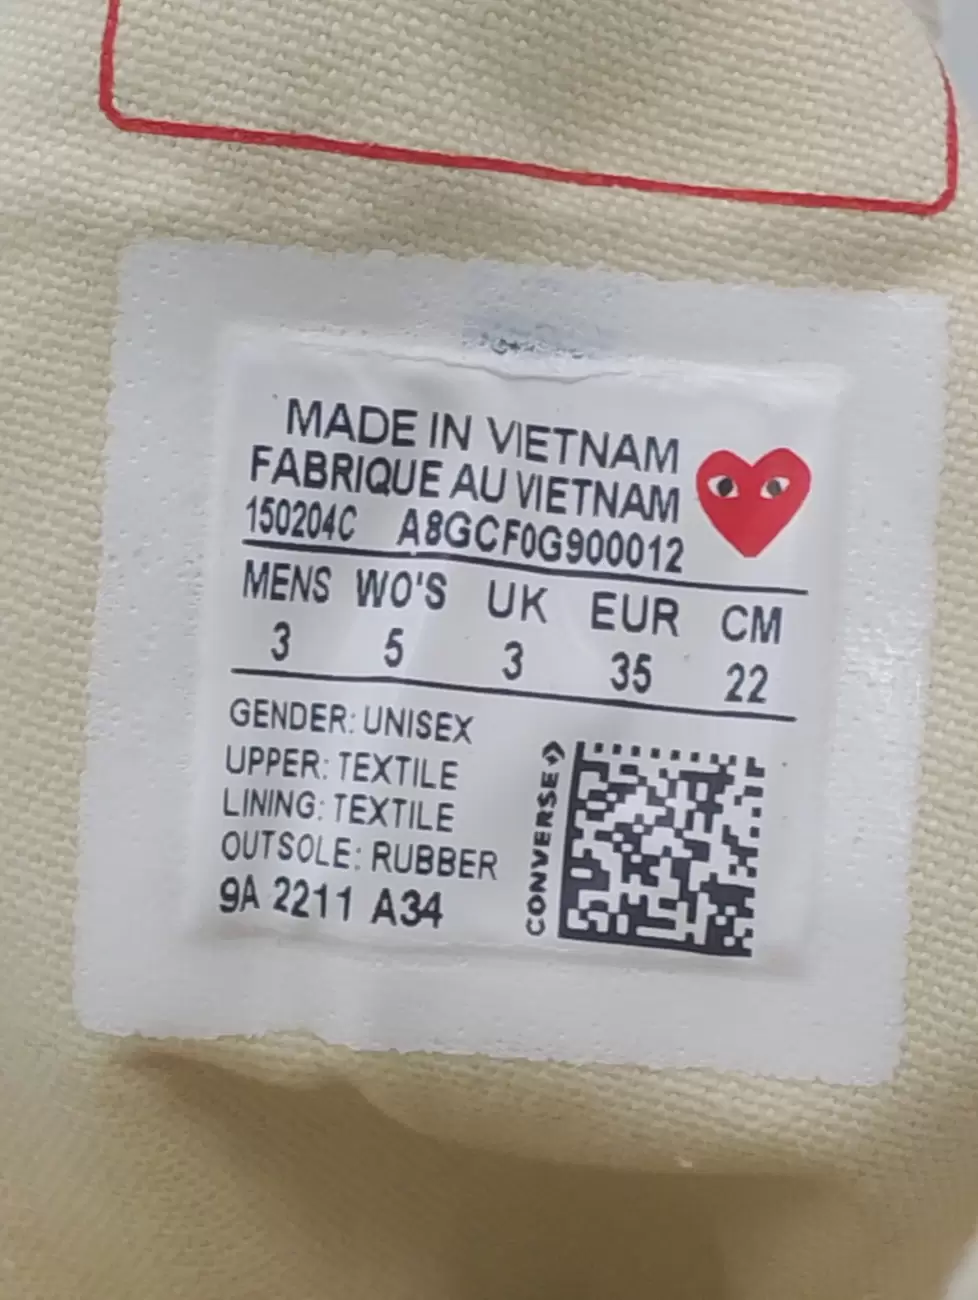 MADE IN VIETNAM
FABRIQUE AU VIETNAM
150204C A8GCF0G900012
MENS WO'S UK EUR CM
3 5 3 35 22
GENDER: UNISEX
UPPER: TEXTILE
LINING: TEXTILE
OUTSOLE: RUBBER
9A 2211 A34
CONVERSE